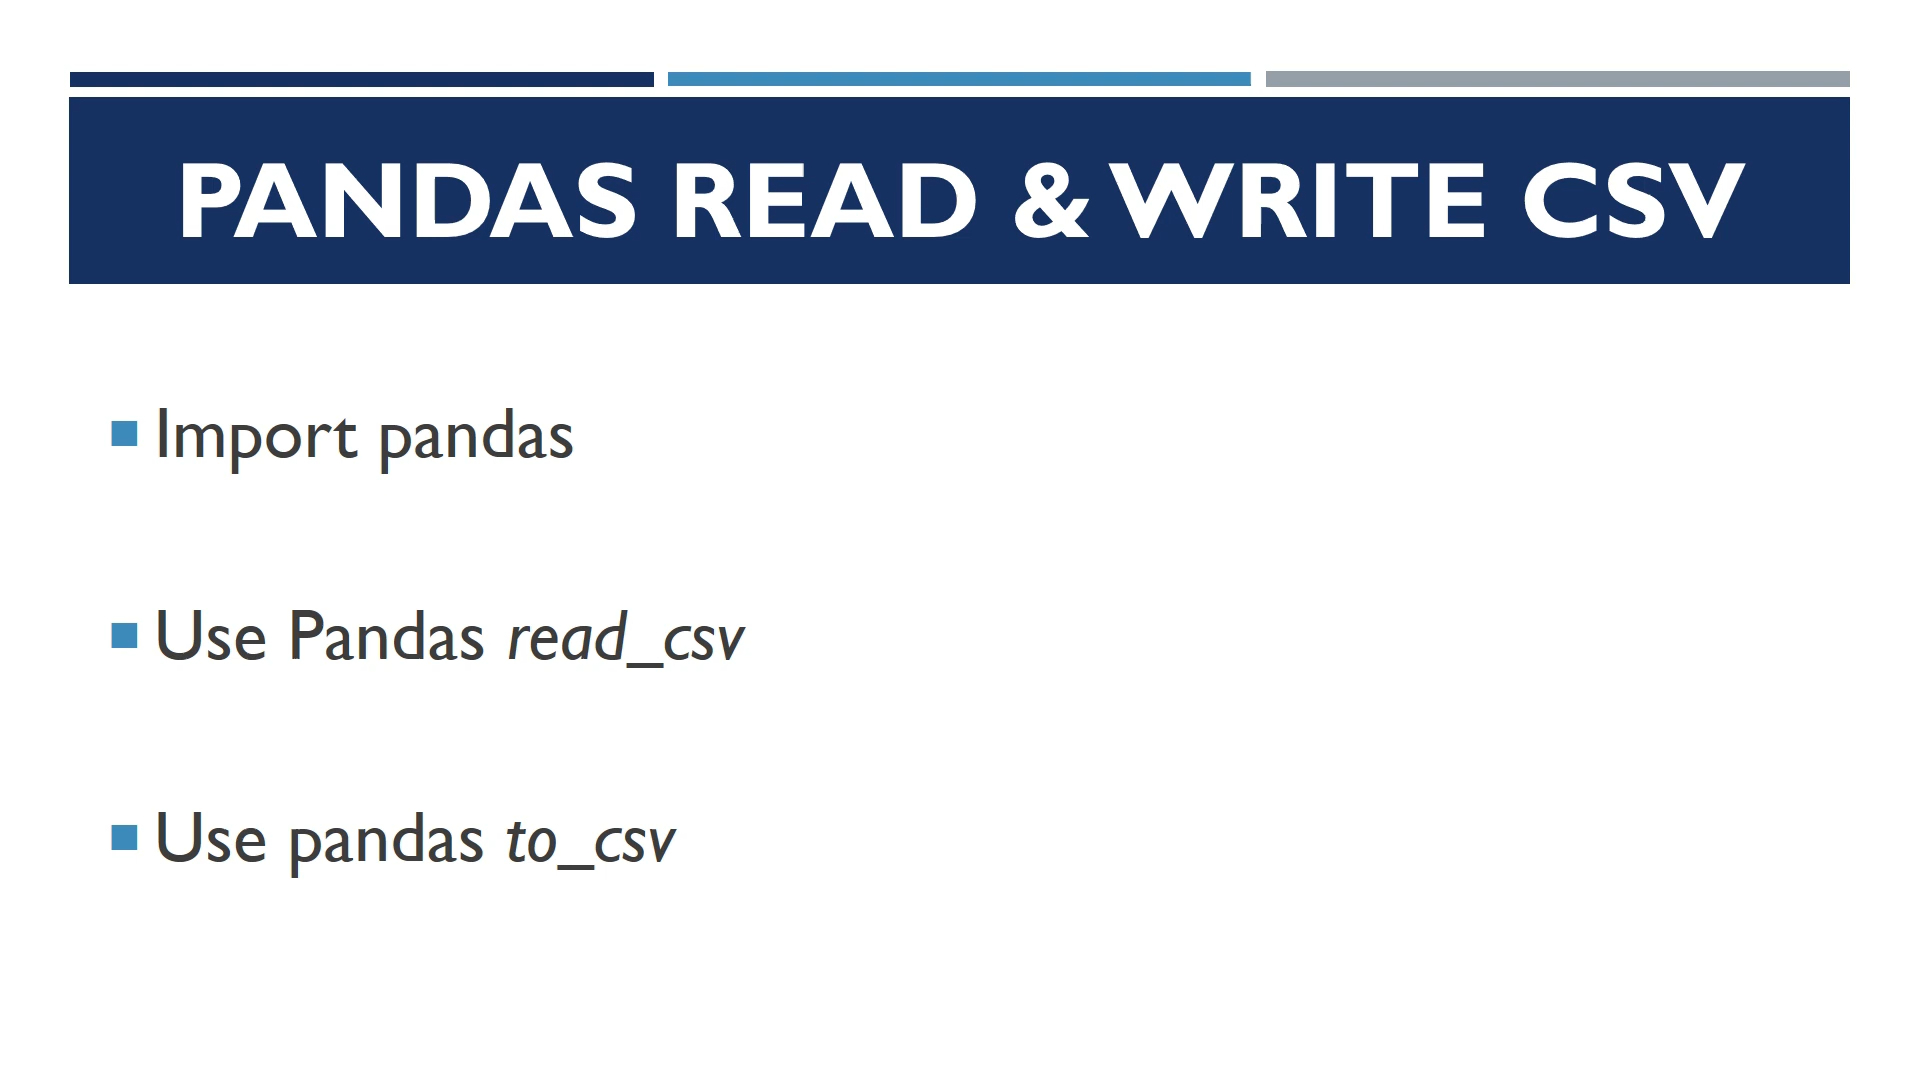 PANDAS READ & WRITE CSV
Import pandas
Use Pandas read_csv
Use pandas to_csv